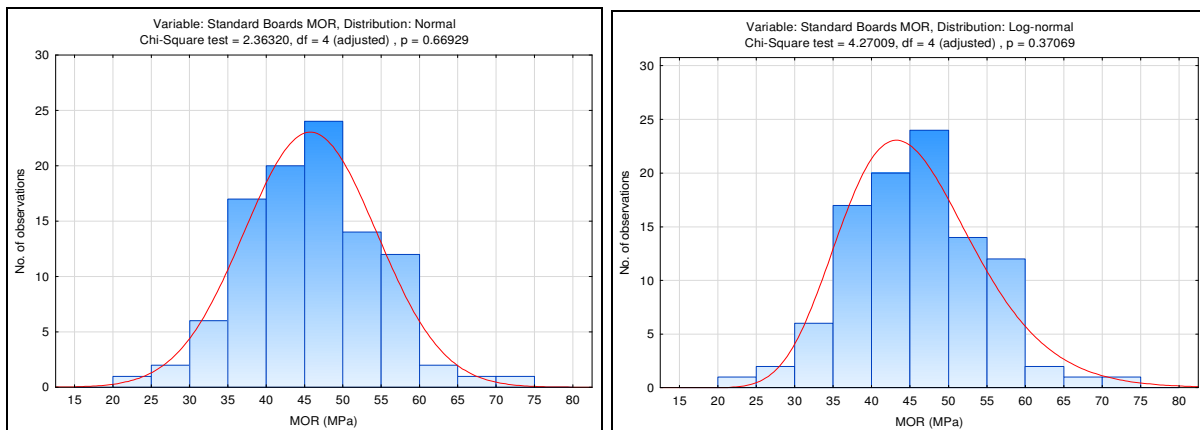 Variable: Standard Boards MOR, Distribution: Normal
Chi-Square test = 2.36320, df = 4 (adjusted) , p = 0.66929
30
25
20
15
10
5
0
No. of observations
15 20 25 30 35 40 45 50 55 60 65 70 75 80
MOR (MPa)
Variable: Standard Boards MOR, Distribution: Log-normal
Chi-Square test = 4.27009, df = 4 (adjusted) , p = 0.37069
30
25
20
15
10
5
0
No. of observations
15 20 25 30 35 40 45 50 55 60 65 70 75 80
MOR (MPa)